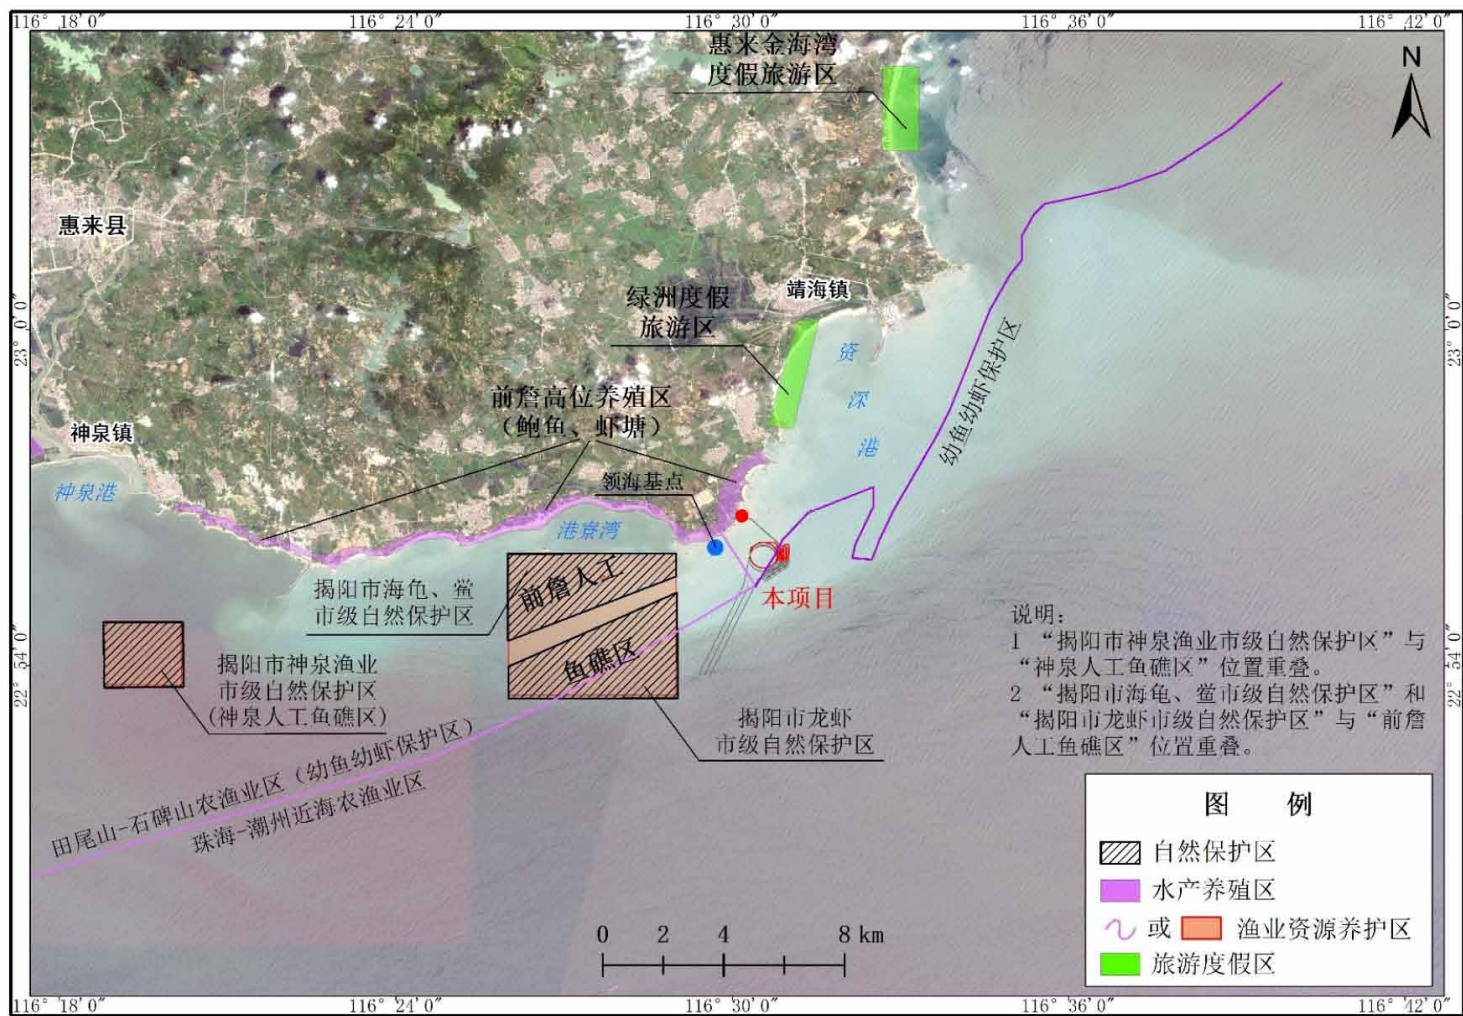 116° 18′ 0″
116° 24′ 0″
116° 30′ 0″
116° 36′ 0″
116° 42′ 0″
惠来金海湾
度假旅游区
N
惠来县
靖海镇
绿洲度假
旅游区
23° 0′ 0″
23° 0′ 0″
资深港
幼鱼幼虾保护区
前詹高位养殖区
（鲍鱼、虾塘）
神泉镇
神泉港
领海基点
港寮湾
揭阳市海龟、鲎
市级自然保护区
前詹人工
鱼礁区
本项目
22° 54′ 0″
22° 54′ 0″
揭阳市神泉渔业
市级自然保护区
(神泉人工鱼礁区)
揭阳市龙虾
市级自然保护区
说明：
1 “揭阳市神泉渔业市级自然保护区”与
“神泉人工鱼礁区”位置重叠。
2 “揭阳市海龟、鲎市级自然保护区”和
“揭阳市龙虾市级自然保护区”与“前詹
人工鱼礁区”位置重叠。
田尾山-石碑山农渔业区（幼鱼幼虾保护区）
珠海-潮州近海农渔业区
图 例
自然保护区
水产养殖区
或 渔业资源养护区
旅游度假区
0 2 4 8 km
116° 18′ 0″
116° 24′ 0″
116° 30′ 0″
116° 36′ 0″
116° 42′ 0″